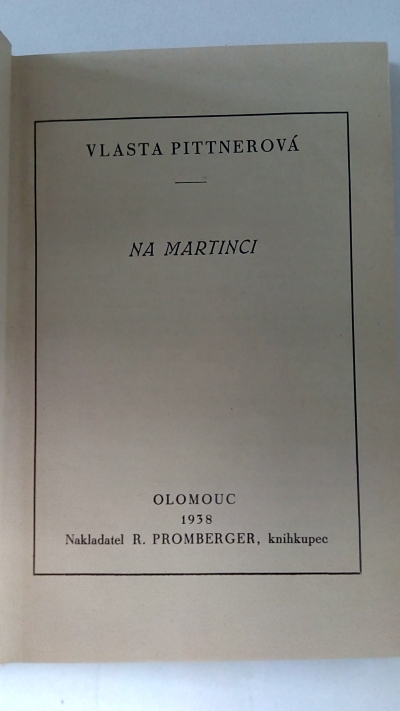 VLASTA PITTNEROVÁ
NA MARTINCI
OLOMOUC
1938
Nakladatel R. PROMBERGER, knihkupec